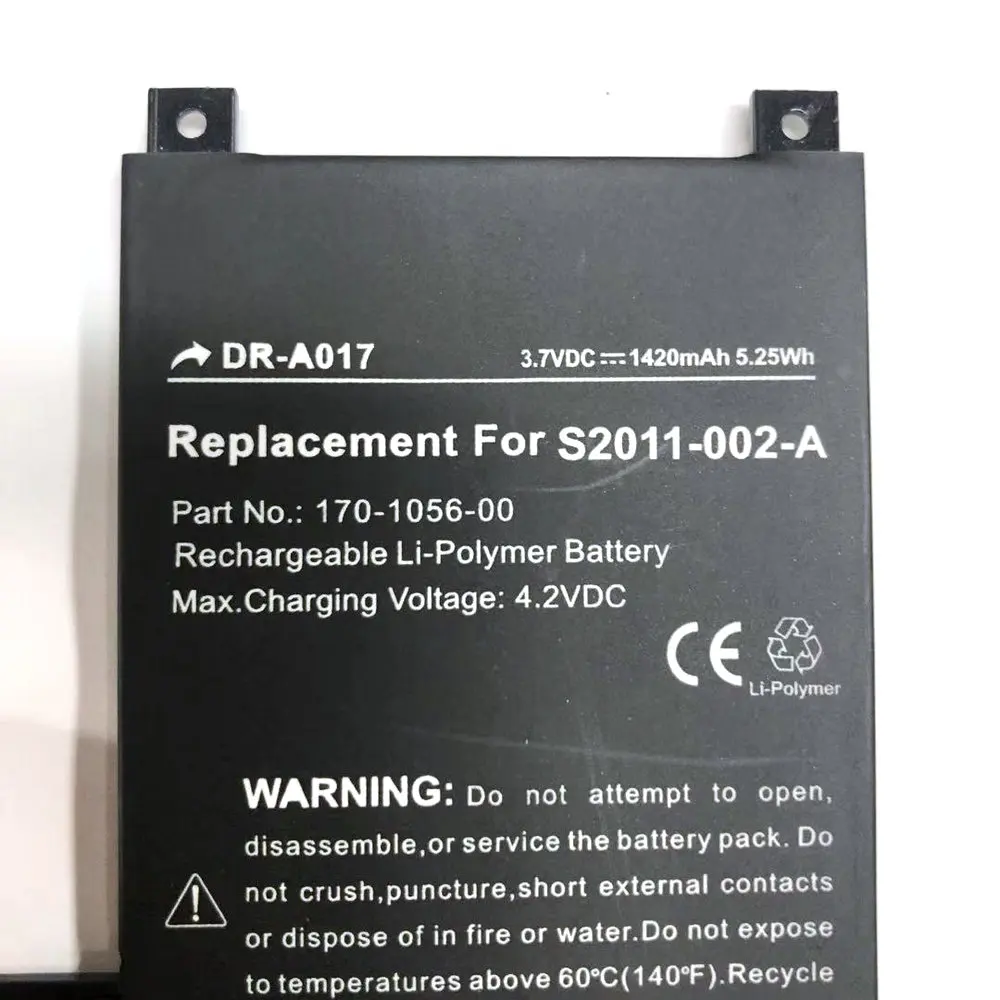 DR-A017 3.7VDC⎓1420mAh 5.25Wh
Replacement For S2011-002-A
Part No.: 170-1056-00
Rechargeable Li-Polymer Battery
Max.Charging Voltage: 4.2VDC
CE
Li-Polymer
WARNING: Do not attempt to open,
disassemble,or service the battery pack. Do
not crush,puncture,short external contacts
or dispose of in fire or water.Do not expose
to temperatures above 60ºC(140ºF).Recycle